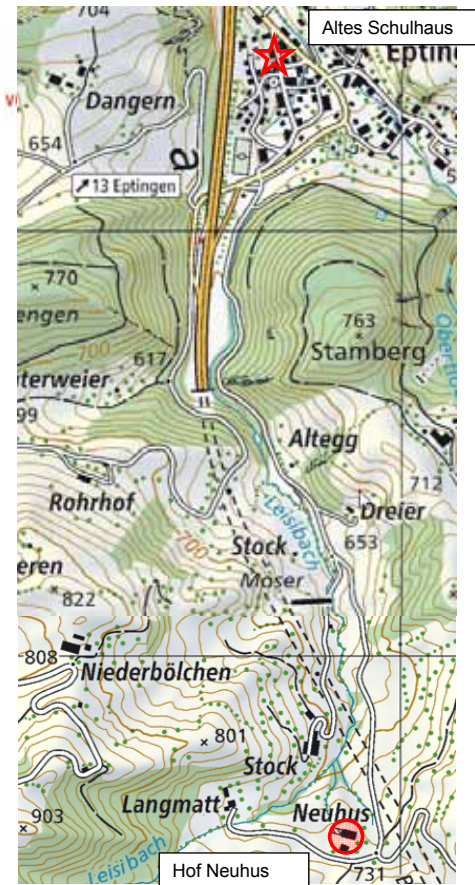 704
Altes Schulhaus
Dangern
654
a
13 Eptingen
770
763
Stamberg
700
617
Altegg
712
Rohrhof
Leisibach
Dreier
653
700
Stock
Moser
eren
822
808
Niederbölchen
801
Stock
Langmatt
Neuhus
903
Leisibach
Hof Neuhus
731